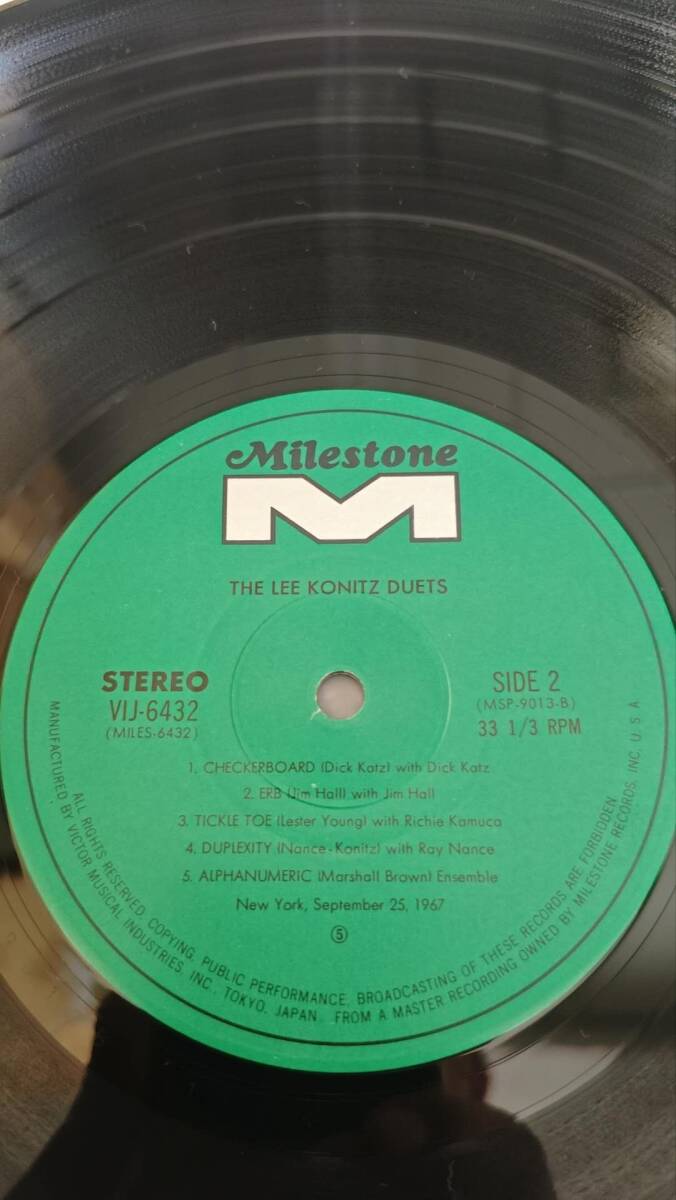 Milestone
M
THE LEE KONITZ DUETS
STEREO
VIJ-6432
(MILES-6432)
SIDE 2
(MSP-9013-B)
33 1/3 RPM
1. CHECKERBOARD (Dick Katz) with Dick Katz
2. ERB (Jim Hall) with Jim Hall
3. TICKLE TOE (Lester Young) with Richie Kamuca
4. DUPLEXITY (Nance-Konitz) with Ray Nance
5. ALPHANUMERIC (Marshall Brown) Ensemble
New York, September 25, 1967
⑤
ALL RIGHTS RESERVED. COPYING, PUBLIC PERFORMANCE, BROADCASTING OF THESE RECORDS ARE FORBIDDEN.
MANUFACTURED BY VICTOR MUSICAL INDUSTRIES, INC., TOKYO, JAPAN. FROM A MASTER RECORDING OWNED BY MILESTONE RECORDS, INC. U S A